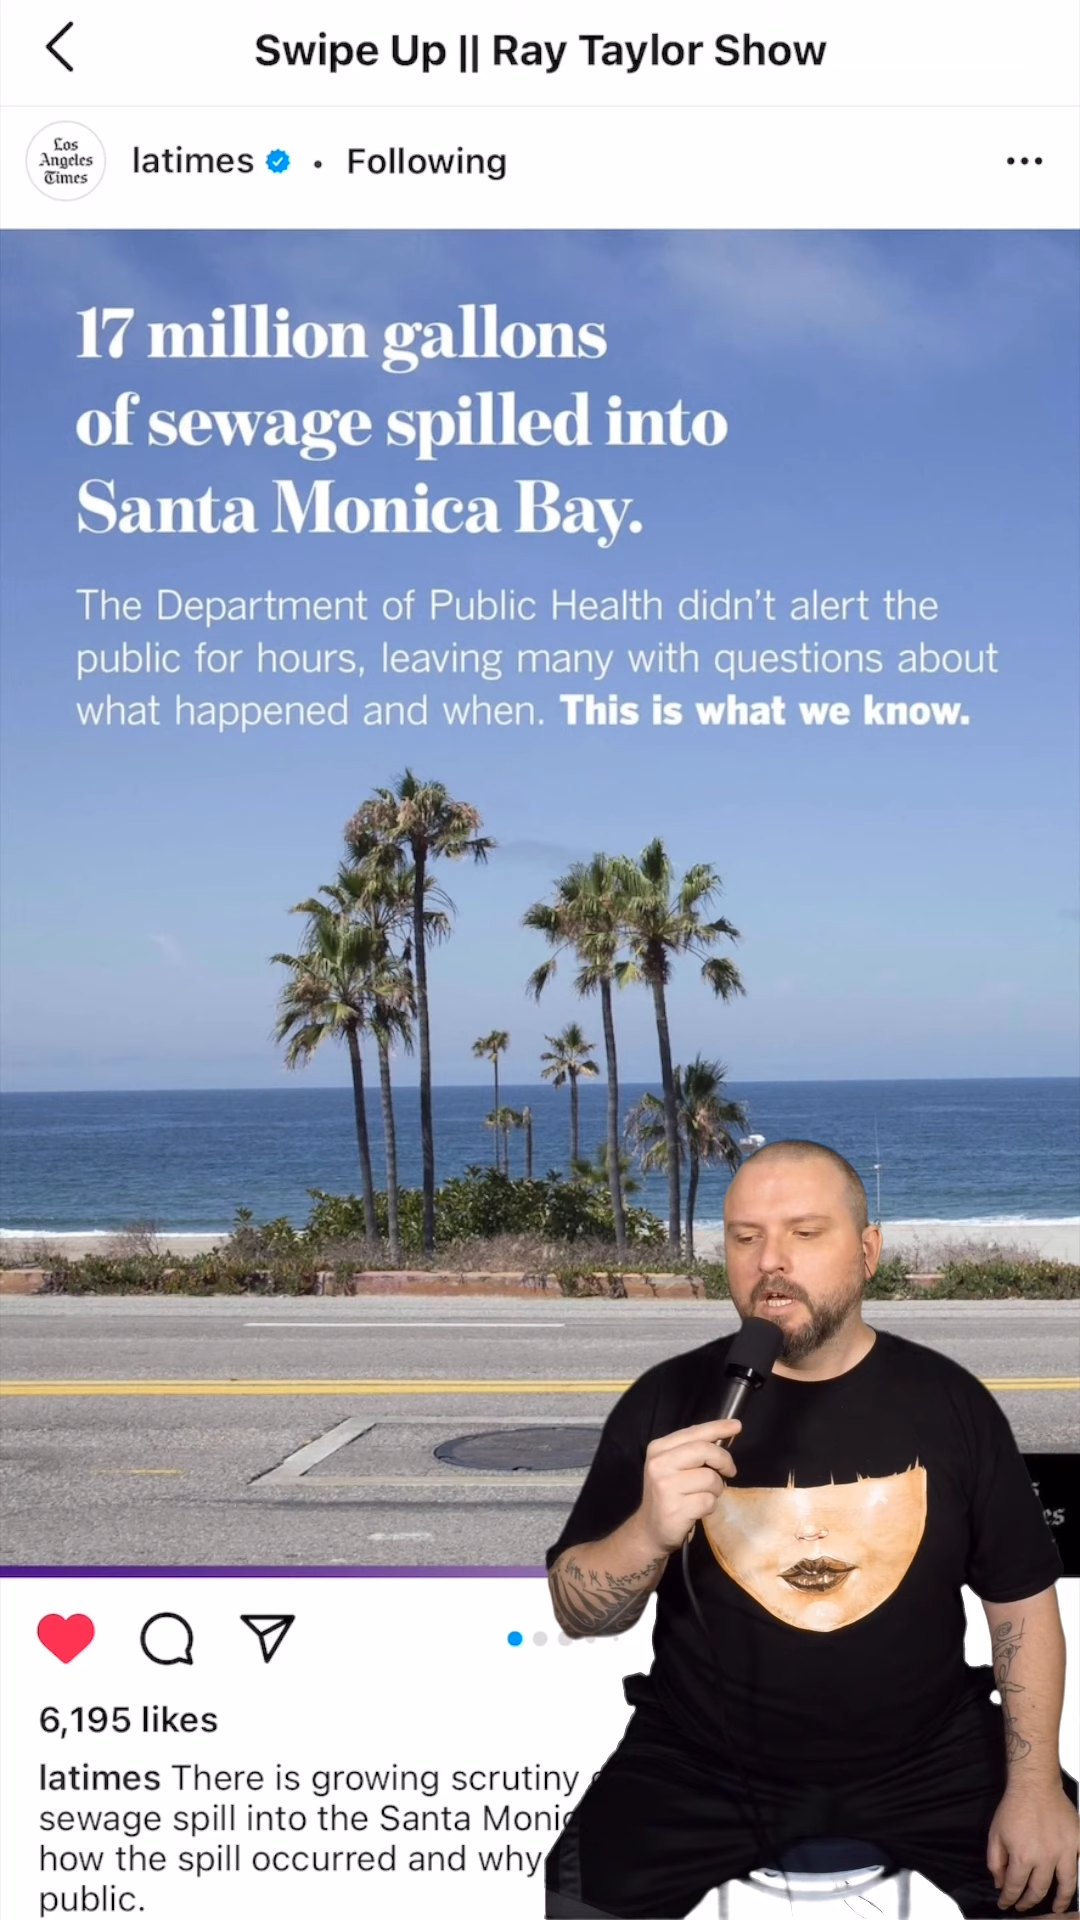 Swipe Up || Ray Taylor Show
Los
Angeles
Times
latimes • Following
17 million gallons
of sewage spilled into
Santa Monica Bay.
The Department of Public Health didn't alert the
public for hours, leaving many with questions about
what happened and when. This is what we know.
6,195 likes
latimes There is growing scrutiny
sewage spill into the Santa
how the spill occurred and why
public.